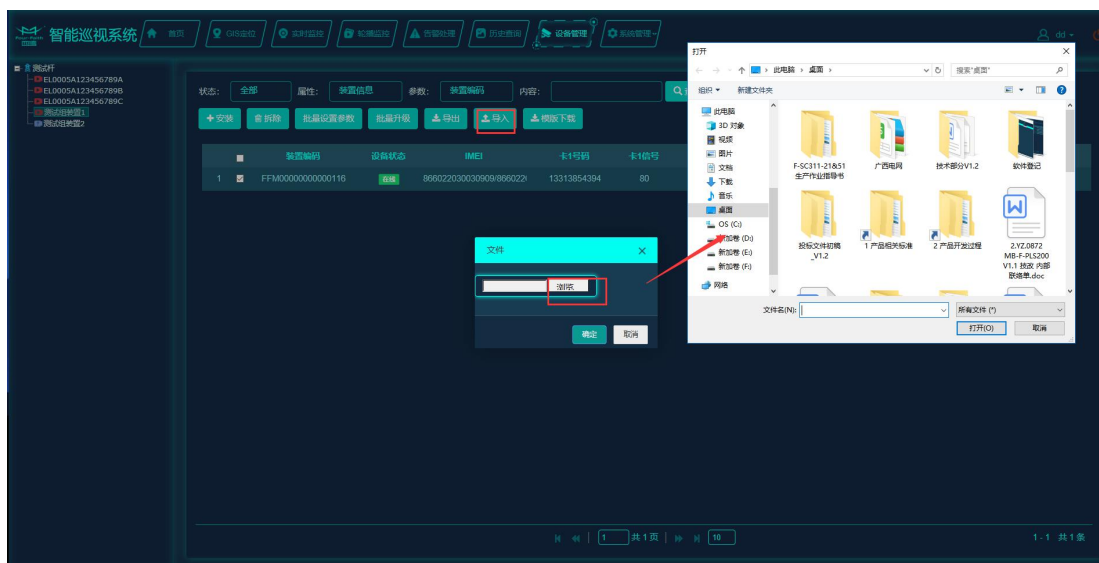 智能巡视系统
首页
GIS定位
实时监控
轮播监控
告警处理
历史查询
设备管理
系统管理
dd
测试杆
EL0005A123456789A
EL0005A123456789B
EL0005A123456789C
测试组装置1
测试组装置2
状态: 全部 属性: 装置信息 参数: 装置编码 内容:
安装 拆除 批量设置参数 批量升级 导出 导入 模版下载
装置编码 设备状态 IMEI 卡1号码 卡1信号
1 FFM00000000000116 在线 866022030030909/866022 13313854394 80
文件
浏览
确定 取消
打开
此电脑 桌面
搜索"桌面"
组织 新建文件夹
此电脑
3D 对象
视频
图片
文档
下载
音乐
桌面
OS (C:)
新加卷 (D:)
新加卷 (E:)
新加卷 (F:)
网络
F-SC311-21&51
生产作业指导书
广西电网
技术部分V1.2
软件登记
投标文件初稿
_V1.2
1 产品相关标准
2 产品开发过程
2.YZ.0872
MB-F-PLS200
V1.1 技改 内部
联络单.doc
文件名(N):
所有文件 (*)
打开(O) 取消
1 共1页 10
1 - 1 共1条